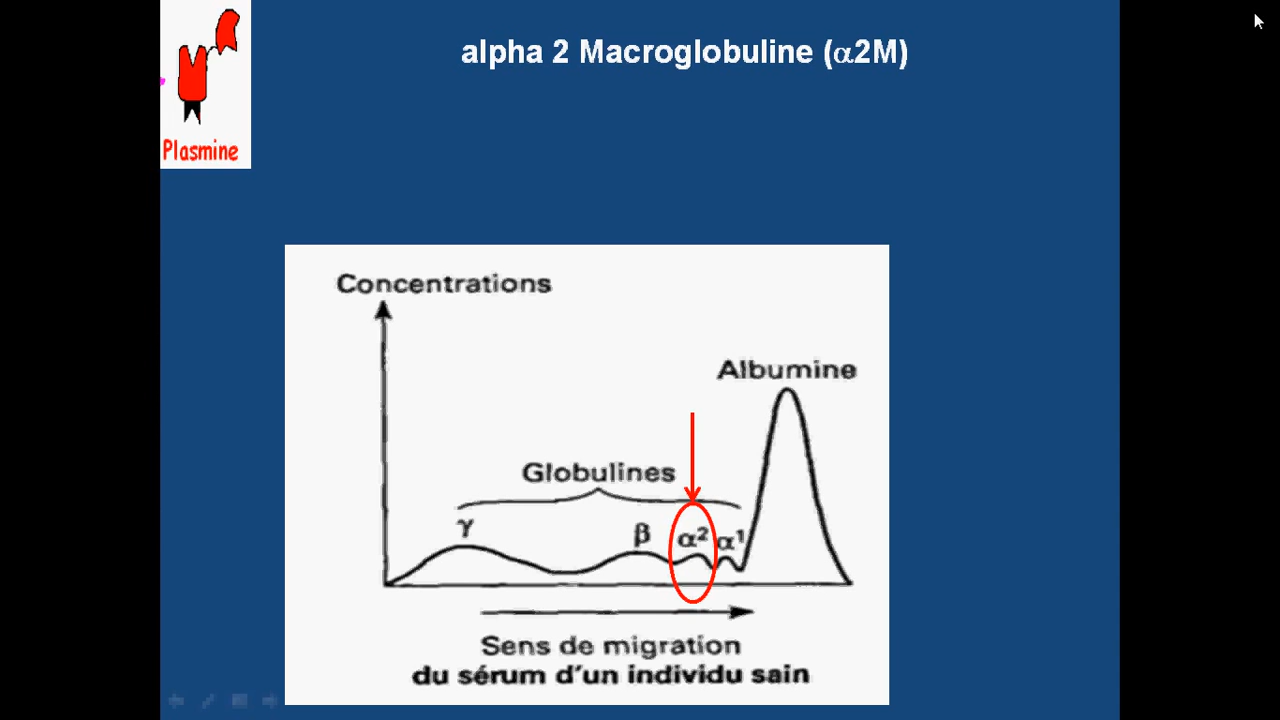 alpha 2 Macroglobuline (α2M)
Plasmine
Concentrations
Albumine
Globulines
γ
β
α²
α¹
Sens de migration
du sérum d'un individu sain